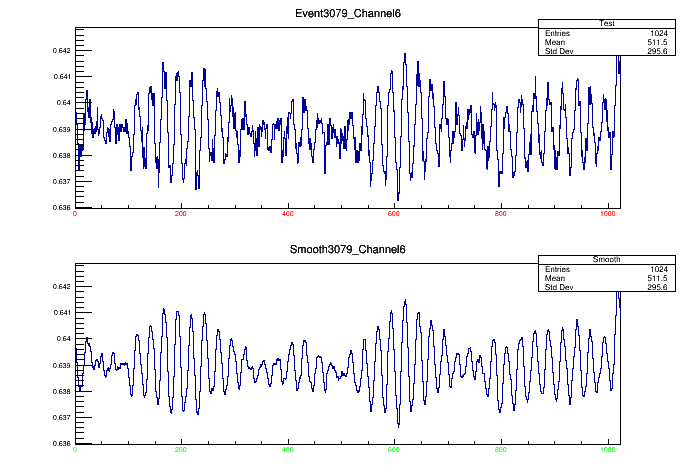 Event3079_Channel6
Test
Entries 1024
Mean 511.5
Std Dev 295.6
0.642
0.641
0.64
0.639
0.638
0.637
0.636
0 200 400 600 800 1000
Smooth3079_Channel6
Smooth
Entries 1024
Mean 511.5
Std Dev 295.6
0.642
0.641
0.64
0.639
0.638
0.637
0.636
0 200 400 600 800 1000